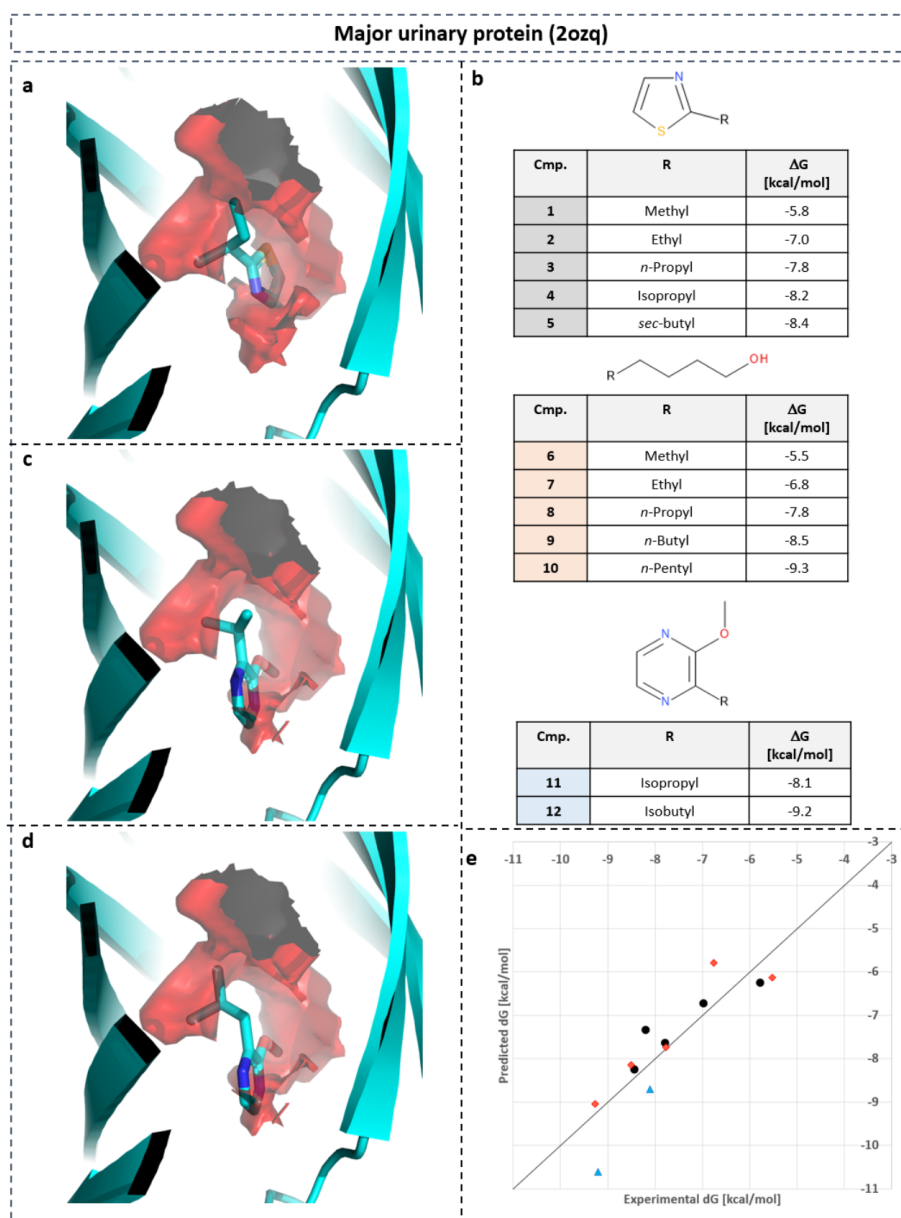 Major urinary protein (2ozq)
a
b
N
S
R
Cmp. R ΔG [kcal/mol]
1 Methyl -5.8
2 Ethyl -7.0
3 n-Propyl -7.8
4 Isopropyl -8.2
5 sec-butyl -8.4
R OH
Cmp. R ΔG [kcal/mol]
6 Methyl -5.5
7 Ethyl -6.8
8 n-Propyl -7.8
9 n-Butyl -8.5
10 n-Pentyl -9.3
N O
N R
Cmp. R ΔG [kcal/mol]
11 Isopropyl -8.1
12 Isobutyl -9.2
c
d
e
-11 -10 -9 -8 -7 -6 -5 -4 -3
-3
-4
-5
-6
-7
-8
-9
-10
-11
Predicted dG [kcal/mol]
Experimental dG [kcal/mol]